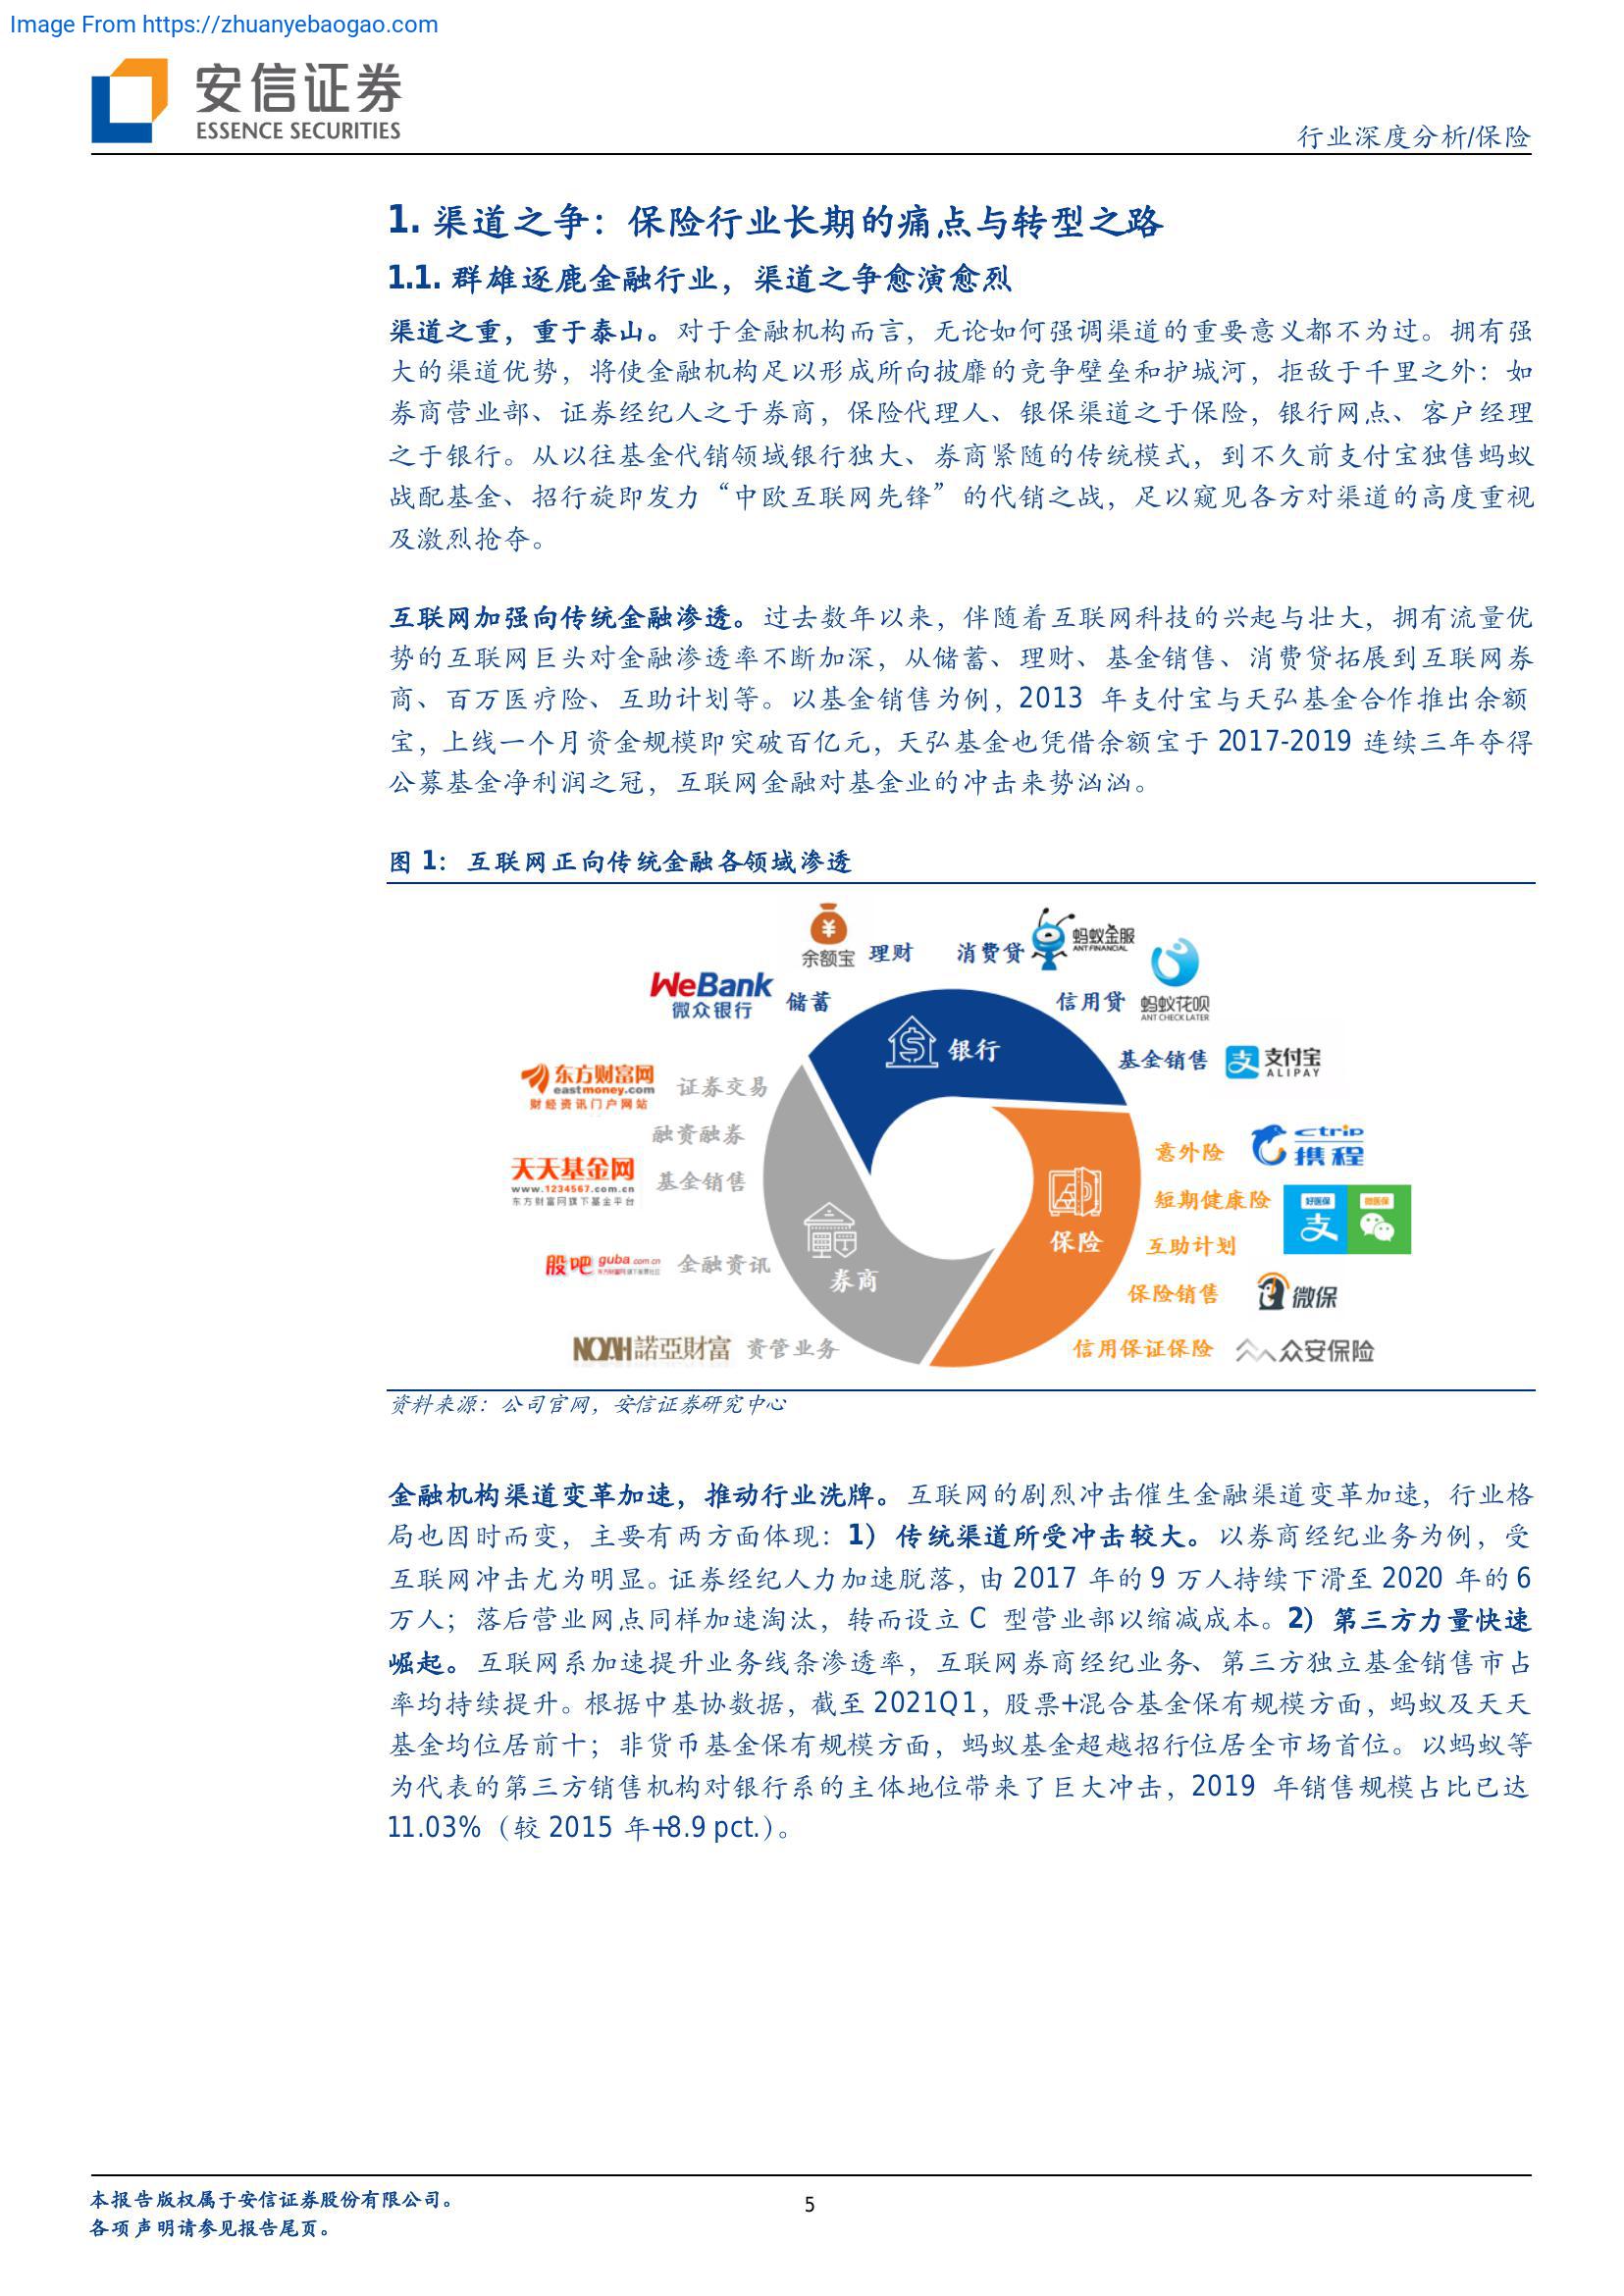 Image From https://zhuanyebaogao.com
安信证券
ESSENCE SECURITIES
行业深度分析/保险
1. 渠道之争：保险行业长期的痛点与转型之路
1.1. 群雄逐鹿金融行业，渠道之争愈演愈烈
渠道之重，重于泰山。对于金融机构而言，无论如何强调渠道的重要意义都不为过。拥有强
大的渠道优势，将使金融机构足以形成所向披靡的竞争壁垒和护城河，拒敌于千里之外：如
券商营业部、证券经纪人之于券商，保险代理人、银保渠道之于保险，银行网点、客户经理
之于银行。从以往基金代销领域银行独大、券商紧随的传统模式，到不久前支付宝独售蚂蚁
战配基金、招行旋即发力“中欧互联网先锋”的代销之战，足以窥见各方对渠道的高度重视
及激烈抢夺。
互联网加强向传统金融渗透。过去数年以来，伴随着互联网科技的兴起与壮大，拥有流量优
势的互联网巨头对金融渗透率不断加深，从储蓄、理财、基金销售、消费贷拓展到互联网券
商、百万医疗险、互助计划等。以基金销售为例，2013 年支付宝与天弘基金合作推出余额
宝，上线一个月资金规模即突破百亿元，天弘基金也凭借余额宝于 2017-2019 连续三年夺得
公募基金净利润之冠，互联网金融对基金业的冲击来势汹汹。
图 1：互联网正向传统金融各领域渗透
余额宝
理财
消费贷
蚂蚁金服
ANT FINANCIAL
WeBank
微众银行
储蓄
信用贷
蚂蚁花呗
ANT CHECK LATER
银行
基金销售
支付宝
ALIPAY
东方财富网
eastmoney.com
财经资讯门户网站
证券交易
融资融券
天天基金网
www.1234567.com.cn
东方财富网旗下基金平台
基金销售
意外险
ctrip
携程
短期健康险
好医保
支
微医保
保险
互助计划
股吧 guba.com.cn
金融资讯
券商
保险销售
微保
NOAH 諾亞財富
资管业务
信用保证保险
众安保险
资料来源：公司官网，安信证券研究中心
金融机构渠道变革加速，推动行业洗牌。互联网的剧烈冲击催生金融渠道变革加速，行业格
局也因时而变，主要有两方面体现：1）传统渠道所受冲击较大。以券商经纪业务为例，受
互联网冲击尤为明显。证券经纪人力加速脱落，由 2017 年的 9 万人持续下滑至 2020 年的 6
万人；落后营业网点同样加速淘汰，转而设立 C 型营业部以缩减成本。2）第三方力量快速
崛起。互联网系加速提升业务线条渗透率，互联网券商经纪业务、第三方独立基金销售市占
率均持续提升。根据中基协数据，截至 2021Q1，股票+混合基金保有规模方面，蚂蚁及天天
基金均位居前十；非货币基金保有规模方面，蚂蚁基金超越招行位居全市场首位。以蚂蚁等
为代表的第三方销售机构对银行系的主体地位带来了巨大冲击，2019 年销售规模占比已达
11.03%（较 2015 年+8.9 pct.）。
本报告版权属于安信证券股份有限公司。
各项声明请参见报告尾页。
5